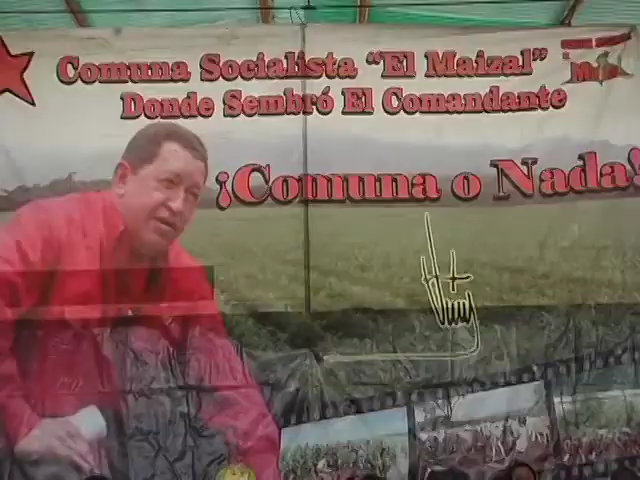 Comuna Socialista “El Maizal”
Donde Sembró El Comandante
¡Comuna o Nada!